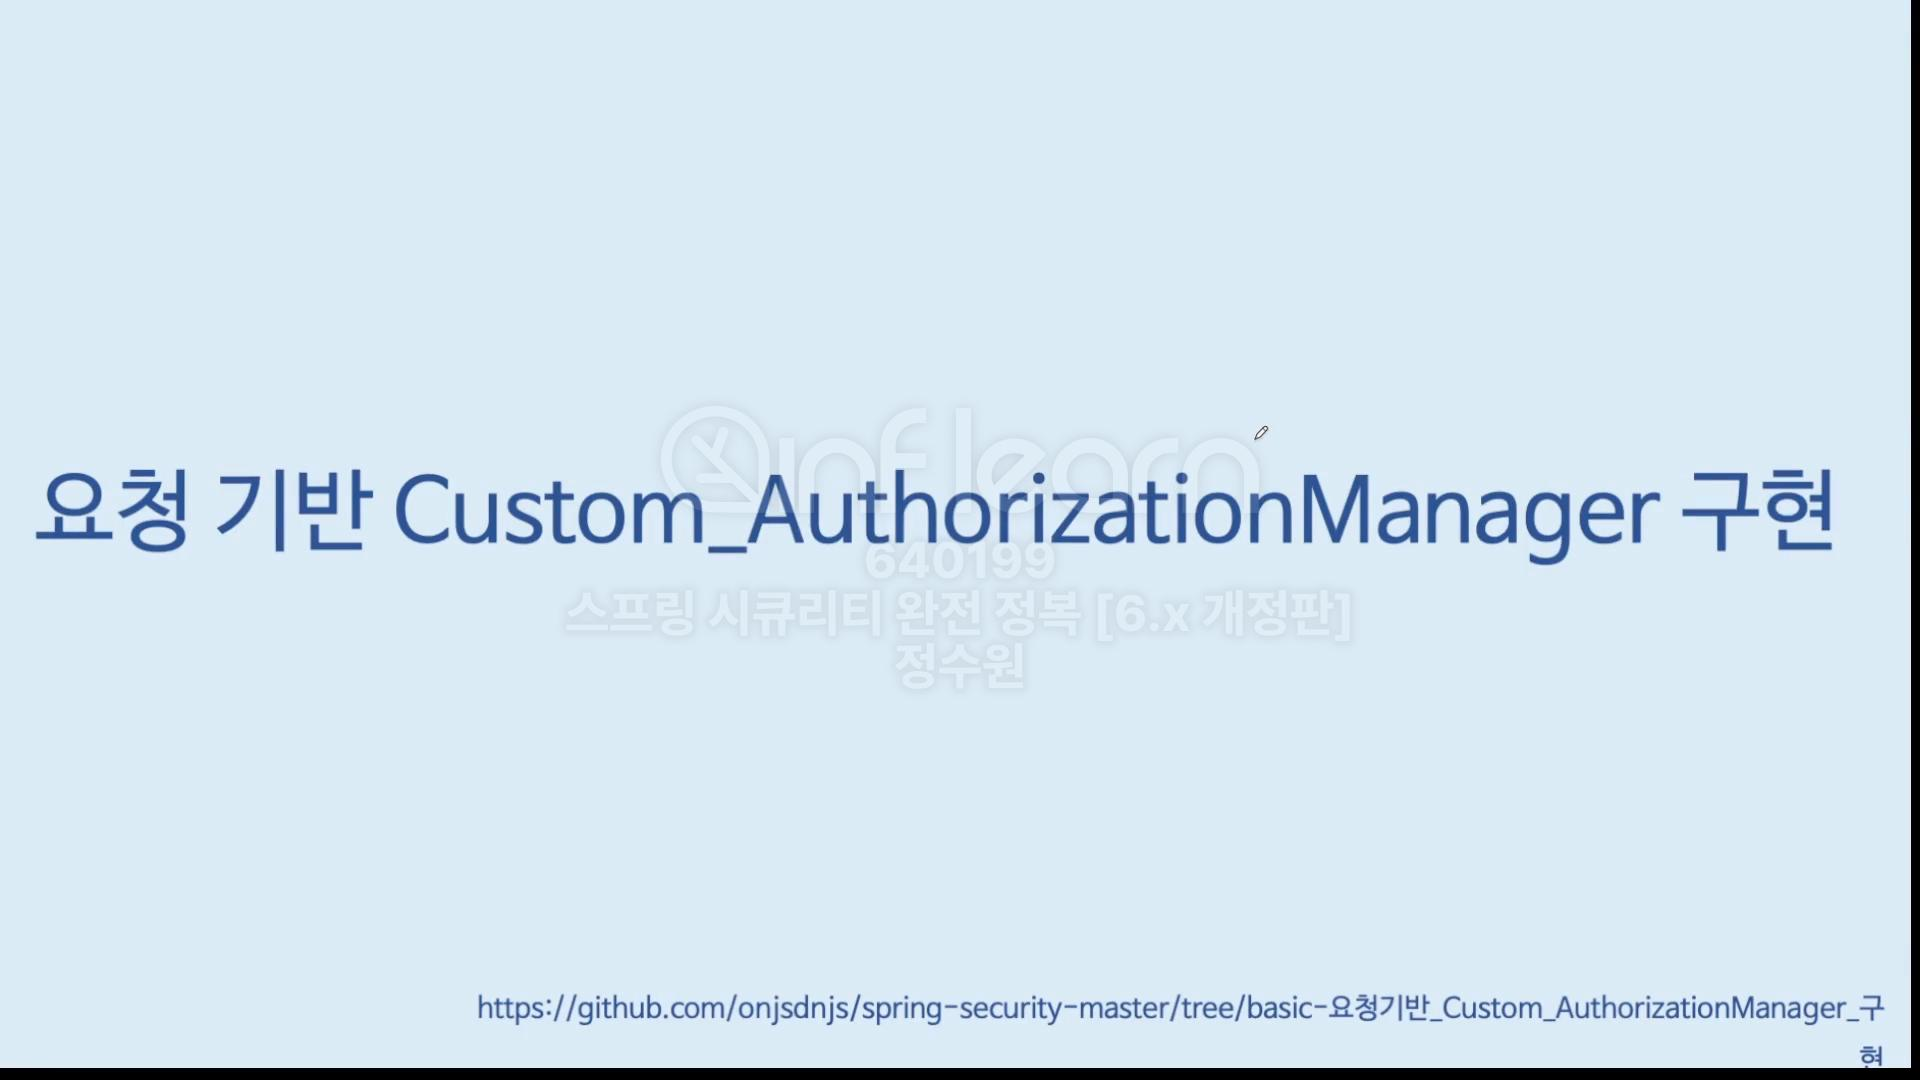 inflearn
요청 기반 Custom_AuthorizationManager 구현
640199
스프링 시큐리티 완전 정복 [6.x 개정판]
정수원
https://github.com/onjsdnjs/spring-security-master/tree/basic-요청기반_Custom_AuthorizationManager_구
현